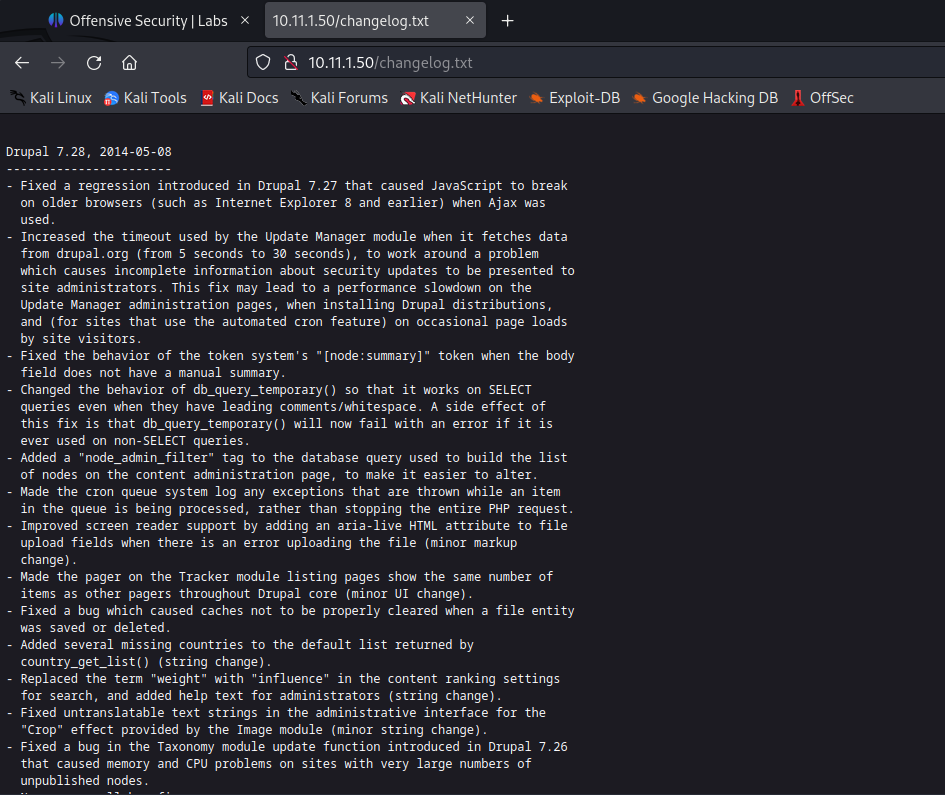 Offensive Security | Labs
10.11.1.50/changelog.txt
10.11.1.50/changelog.txt
Kali Linux Kali Tools Kali Docs Kali Forums Kali NetHunter Exploit-DB Google Hacking DB OffSec
Drupal 7.28, 2014-05-08
-----------------------
- Fixed a regression introduced in Drupal 7.27 that caused JavaScript to break
on older browsers (such as Internet Explorer 8 and earlier) when Ajax was
used.
- Increased the timeout used by the Update Manager module when it fetches data
from drupal.org (from 5 seconds to 30 seconds), to work around a problem
which causes incomplete information about security updates to be presented to
site administrators. This fix may lead to a performance slowdown on the
Update Manager administration pages, when installing Drupal distributions,
and (for sites that use the automated cron feature) on occasional page loads
by site visitors.
- Fixed the behavior of the token system's "[node:summary]" token when the body
field does not have a manual summary.
- Changed the behavior of db_query_temporary() so that it works on SELECT
queries even when they have leading comments/whitespace. A side effect of
this fix is that db_query_temporary() will now fail with an error if it is
ever used on non-SELECT queries.
- Added a "node_admin_filter" tag to the database query used to build the list
of nodes on the content administration page, to make it easier to alter.
- Made the cron queue system log any exceptions that are thrown while an item
in the queue is being processed, rather than stopping the entire PHP request.
- Improved screen reader support by adding an aria-live HTML attribute to file
upload fields when there is an error uploading the file (minor markup
change).
- Made the pager on the Tracker module listing pages show the same number of
items as other pagers throughout Drupal core (minor UI change).
- Fixed a bug which caused caches not to be properly cleared when a file entity
was saved or deleted.
- Added several missing countries to the default list returned by
country_get_list() (string change).
- Replaced the term "weight" with "influence" in the content ranking settings
for search, and added help text for administrators (string change).
- Fixed untranslatable text strings in the administrative interface for the
"Crop" effect provided by the Image module (minor string change).
- Fixed a bug in the Taxonomy module update function introduced in Drupal 7.26
that caused memory and CPU problems on sites with very large numbers of
unpublished nodes.